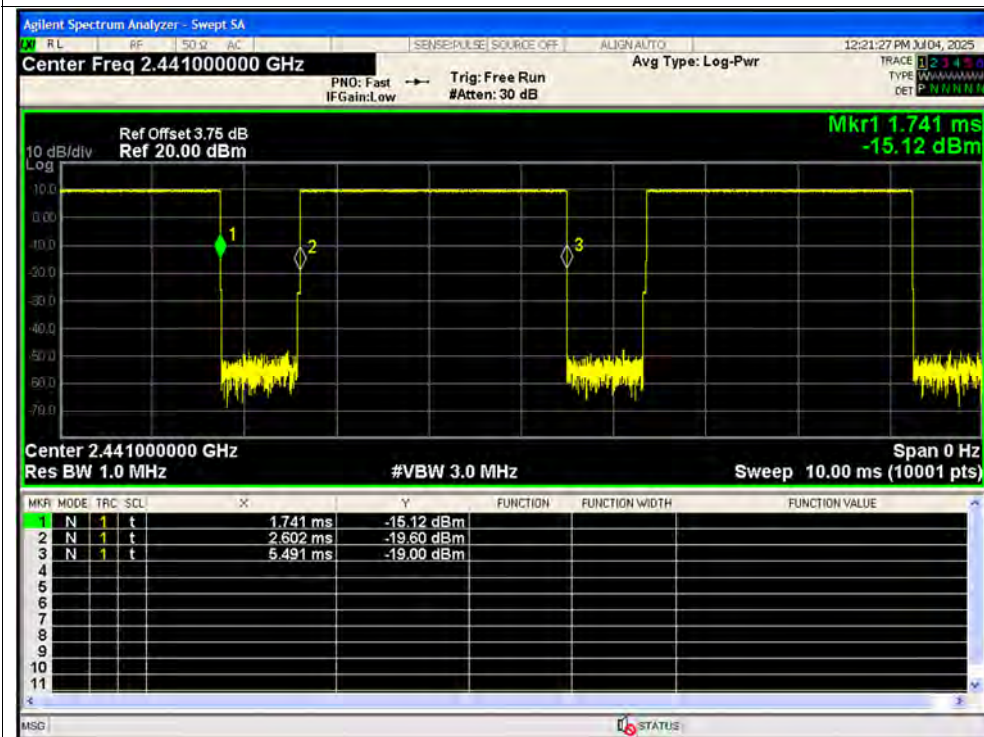 Agilent Spectrum Analyzer - Swept SA
LXI RL RF 50 Ω AC SENSE:PULSE SOURCE OFF ALIGN AUTO 12:21:27 PM Jul 04, 2025
Center Freq 2.441000000 GHz
PNO: Fast
IFGain:Low
Trig: Free Run
#Atten: 30 dB
Avg Type: Log-Pwr
TRACE 1 2 3 4 5 6
TYPE WWWWWWW
DET P N N N N N
Mkr1 1.741 ms
-15.12 dBm
Ref Offset 3.75 dB
10 dB/div Ref 20.00 dBm
Log
10.0
0.00
-10.0
-20.0
-30.0
-40.0
-50.0
-60.0
-70.0
1
2
3
Center 2.441000000 GHz Span 0 Hz
Res BW 1.0 MHz #VBW 3.0 MHz Sweep 10.00 ms (10001 pts)
MKR MODE TRC SCL X Y FUNCTION FUNCTION WIDTH FUNCTION VALUE
1 N 1 t 1.741 ms -15.12 dBm
2 N 1 t 2.602 ms -19.60 dBm
3 N 1 t 5.491 ms -19.00 dBm
4
5
6
7
8
9
10
11
MSG STATUS